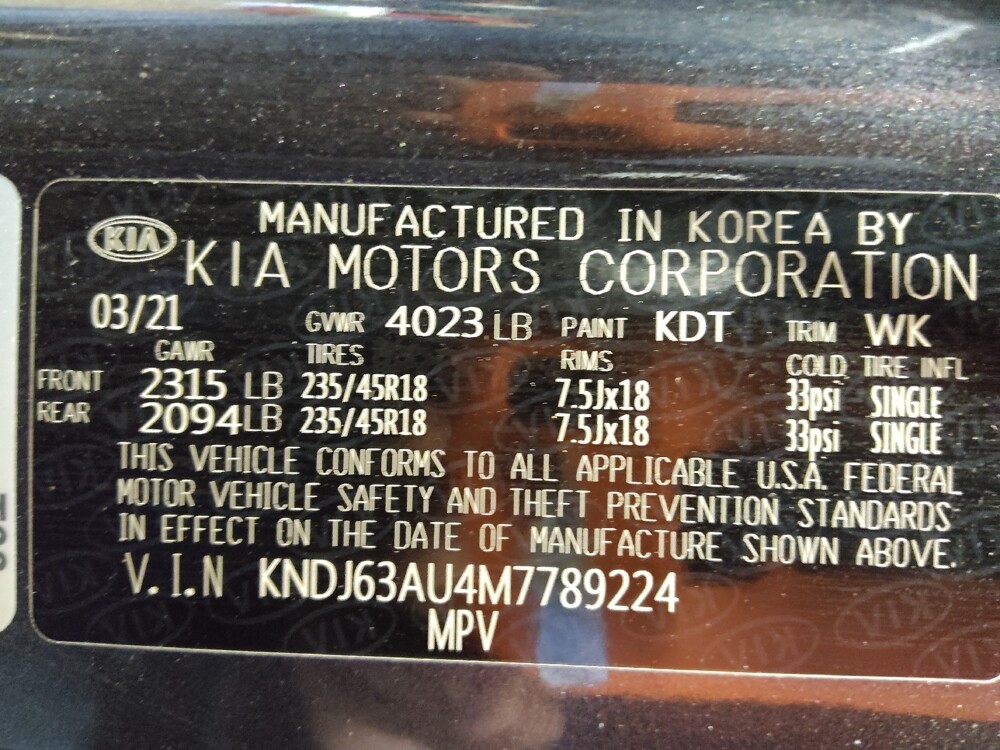 MANUFACTURED IN KOREA BY
KIA KIA MOTORS CORPORATION
03/21 GVWR 4023 LB PAINT KDT TRIM WK
GAWR TIRES RIMS COLD TIRE INFL
FRONT 2315 LB 235/45R18 7.5Jx18 33psi SINGLE
REAR 2094 LB 235/45R18 7.5Jx18 33psi SINGLE
THIS VEHICLE CONFORMS TO ALL APPLICABLE U.S.A. FEDERAL
MOTOR VEHICLE SAFETY AND THEFT PREVENTION STANDARDS
IN EFFECT ON THE DATE OF MANUFACTURE SHOWN ABOVE.
V.I.N KNDJ63AU4M7789224
MPV